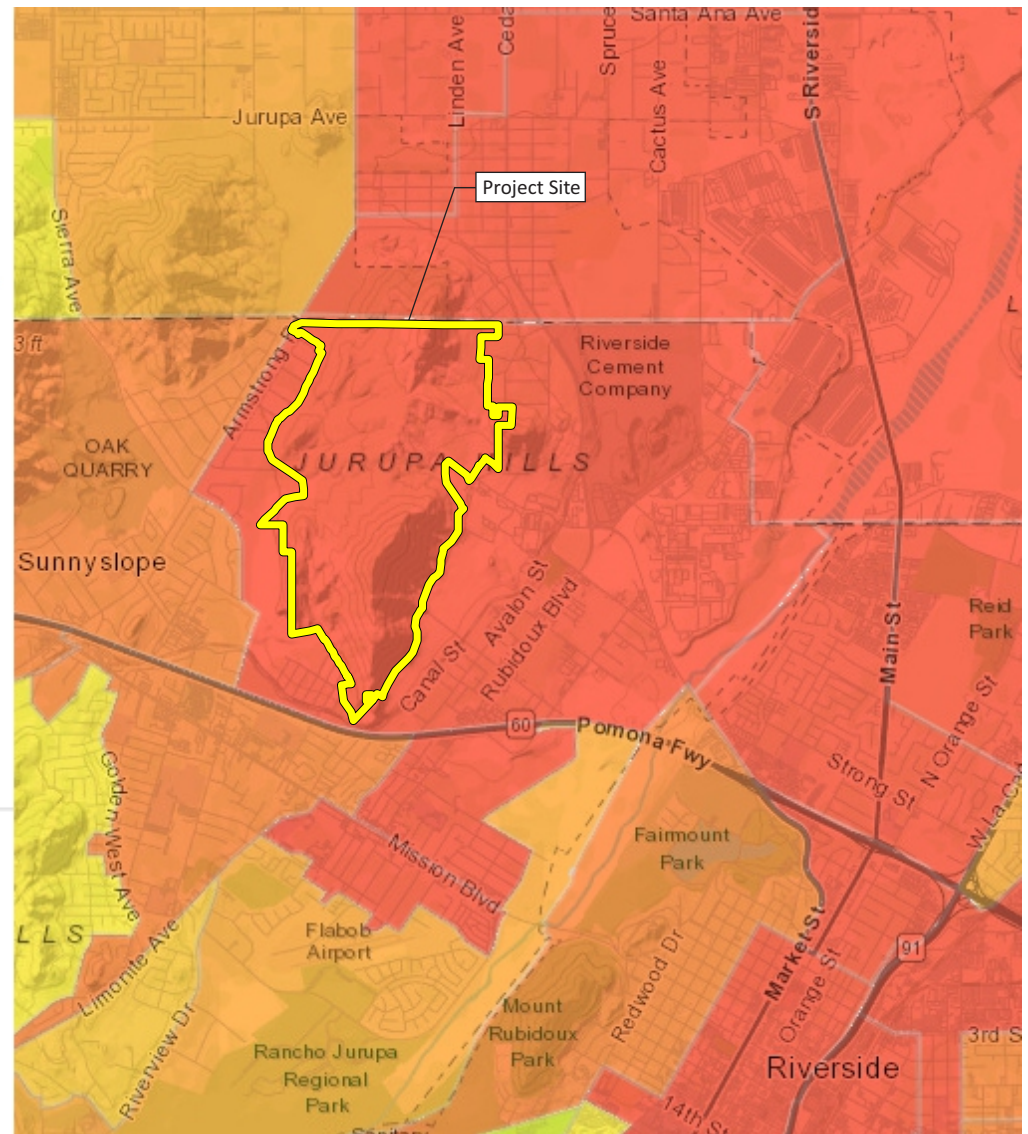 Santa Ana Ave
Linden Ave
Spruce
S Riversid
Jurupa Ave
Cactus Ave
Project Site
Sierra Ave
3 ft
Armstrong
Riverside
Cement
Company
OAK
QUARRY
JURUPA HILLS
Sunnyslope
Avalon St
Rubidoux Blvd
Canal St
Main St
Reid
Park
60
Pomona Fwy
N Orange St
Strong St
Golden West Ave
Fairmount
Park
Mission Blvd
LLS
Flabob
Airport
Limonite Ave
Market St
91
Orange St
Redwood Dr
Mount
Rubidoux
Park
Riverview Dr
Rancho Jurupa
Regional
Park
3rd S
Riverside
14th St